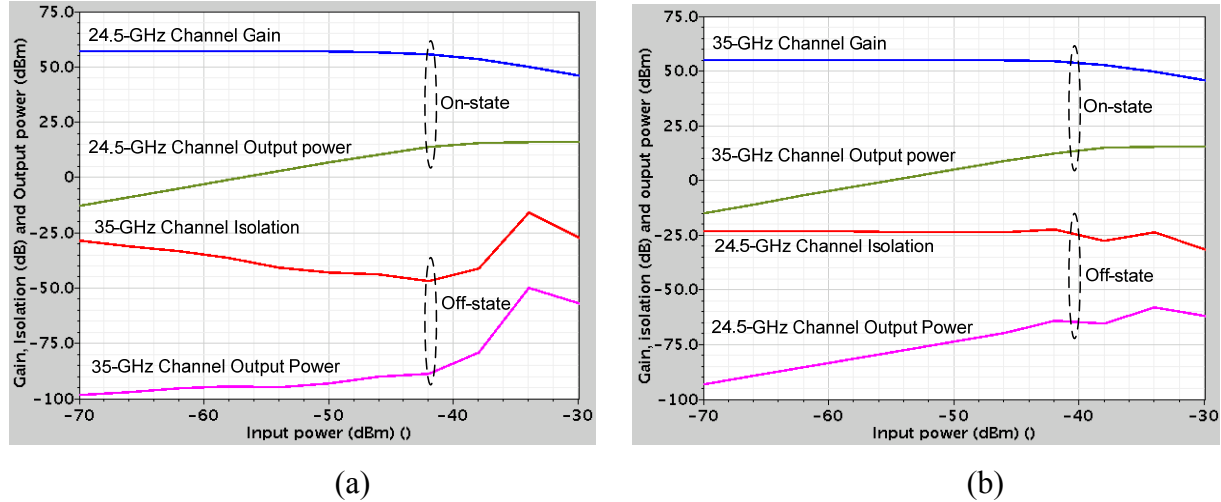 75.0
50.0
25.0
0
-25.0
-50.0
-75.0
-100
Gain, Isolation (dB) and Output power (dBm)
24.5-GHz Channel Gain
On-state
24.5-GHz Channel Output power
35-GHz Channel Isolation
Off-state
35-GHz Channel Output Power
-70
-60
-50
-40
-30
Input power (dBm) ()
(a)
75.0
50.0
25.0
0
-25.0
-50.0
-75.0
-100
Gain, isolation (dB) and ouput power (dBm)
35-GHz Channel Gain
On-state
35-GHz Channel Output power
24.5-GHz Channel Isolation
Off-state
24.5-GHz Channel Output Power
-70
-60
-50
-40
-30
Input power (dBm) ()
(b)